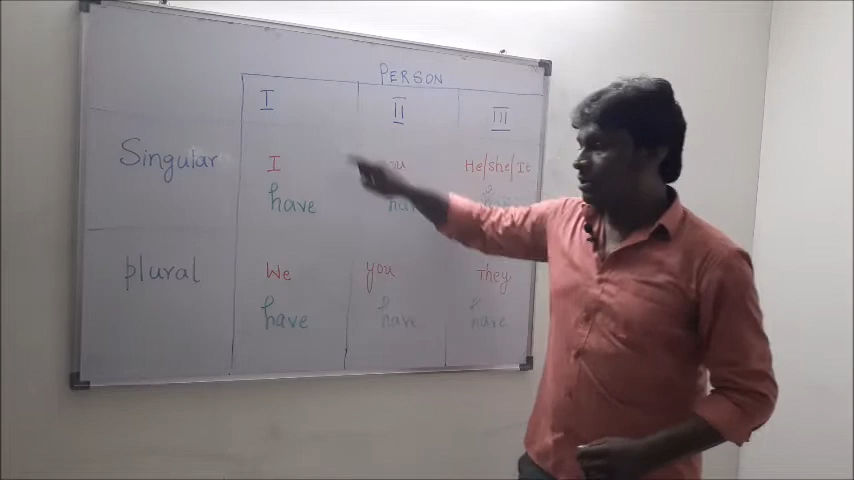 PERSON
I II III
Singular I He/she/It
have
plural We you They
have have have